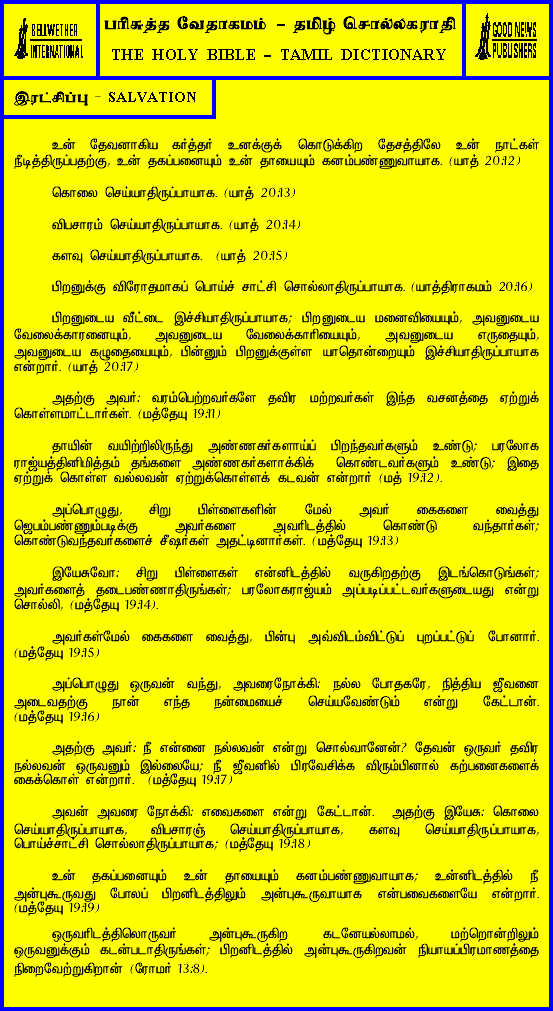 BELLWETHER
INTERNATIONAL
பரிசுத்த வேதாகமம் – தமிழ் சொல்லகராதி
THE HOLY BIBLE – TAMIL DICTIONARY
GOOD NEWS
PUBLISHERS
இரட்சிப்பு – SALVATION
உன் தேவனாகிய கர்த்தர் உனக்குக் கொடுக்கிற தேசத்திலே உன் நாட்கள்
நீடித்திருப்பதற்கு, உன் தகப்பனையும் உன் தாயையும் கனம்பண்ணுவாயாக. (யாத் 20:12)
கொலை செய்யாதிருப்பாயாக. (யாத் 20:13)
விபசாரம் செய்யாதிருப்பாயாக. (யாத் 20:14)
களவு செய்யாதிருப்பாயாக. (யாத் 20:15)
பிறனுக்கு விரோதமாகப் பொய்ச் சாட்சி சொல்லாதிருப்பாயாக. (யாத்திராகமம் 20:16)
பிறனுடைய வீட்டை இச்சியாதிருப்பாயாக; பிறனுடைய மனைவியையும், அவனுடைய
வேலைக்காரனையும், அவனுடைய வேலைக்காரியையும், அவனுடைய எருதையும்,
அவனுடைய கழுதையையும், பின்னும் பிறனுக்குள்ள யாதொன்றையும் இச்சியாதிருப்பாயாக
என்றார். (யாத் 20:17)
அதற்கு அவர்: வரம்பெற்றவர்களே தவிர மற்றவர்கள் இந்த வசனத்தை ஏற்றுக்
கொள்ளமாட்டார்கள். (மத்தேயு 19:11)
தாயின் வயிற்றிலிருந்து அண்ணகர்களாய்ப் பிறந்தவர்களும் உண்டு; பரலோக
ராஜ்யத்தினிமித்தம் தங்களை அண்ணகர்களாக்கிக் கொண்டவர்களும் உண்டு; இதை
ஏற்றுக் கொள்ள வல்லவன் ஏற்றுக்கொள்ளக் கடவன் என்றார் (மத் 19:12).
அப்பொழுது, சிறு பிள்ளைகளின் மேல் அவர் கைகளை வைத்து
ஜெபம்பண்ணும்படிக்கு அவர்களை அவரிடத்தில் கொண்டு வந்தார்கள்;
கொண்டுவந்தவர்களைச் சீஷர்கள் அதட்டினார்கள். (மத்தேயு 19:13)
இயேசுவோ: சிறு பிள்ளைகள் என்னிடத்தில் வருகிறதற்கு இடங்கொடுங்கள்;
அவர்களைத் தடைபண்ணாதிருங்கள்; பரலோகராஜ்யம் அப்படிப்பட்டவர்களுடையது என்று
சொல்லி, (மத்தேயு 19:14).
அவர்கள்மேல் கைகளை வைத்து, பின்பு அவ்விடம்விட்டுப் புறப்பட்டுப் போனார்.
(மத்தேயு 19:15)
அப்பொழுது ஒருவன் வந்து, அவரைநோக்கி: நல்ல போதகரே, நித்திய ஜீவனை
அடைவதற்கு நான் எந்த நன்மையைச் செய்யவேண்டும் என்று கேட்டான்.
(மத்தேயு 19:16)
அதற்கு அவர்: நீ என்னை நல்லவன் என்று சொல்வானேன்? தேவன் ஒருவர் தவிர
நல்லவன் ஒருவனும் இல்லையே; நீ ஜீவனில் பிரவேசிக்க விரும்பினால் கற்பனைகளைக்
கைக்கொள் என்றார். (மத்தேயு 19:17)
அவன் அவரை நோக்கி: எவைகளை என்று கேட்டான். அதற்கு இயேசு: கொலை
செய்யாதிருப்பாயாக, விபசாரஞ் செய்யாதிருப்பாயாக, களவு செய்யாதிருப்பாயாக,
பொய்ச்சாட்சி சொல்லாதிருப்பாயாக; (மத்தேயு 19:18)
உன் தகப்பனையும் உன் தாயையும் கனம்பண்ணுவாயாக; உன்னிடத்தில் நீ
அன்புகூருவது போலப் பிறனிடத்திலும் அன்புகூருவாயாக என்பவைகளையே என்றார்.
(மத்தேயு 19:19)
ஒருவரிடத்திலொருவர் அன்புகூருகிற கடனேயல்லாமல், மற்றொன்றிலும்
ஒருவனுக்கும் கடன்படாதிருங்கள்; பிறனிடத்தில் அன்புகூருகிறவன் நியாயப்பிரமாணத்தை
நிறைவேற்றுகிறான் (ரோமர் 13:8).